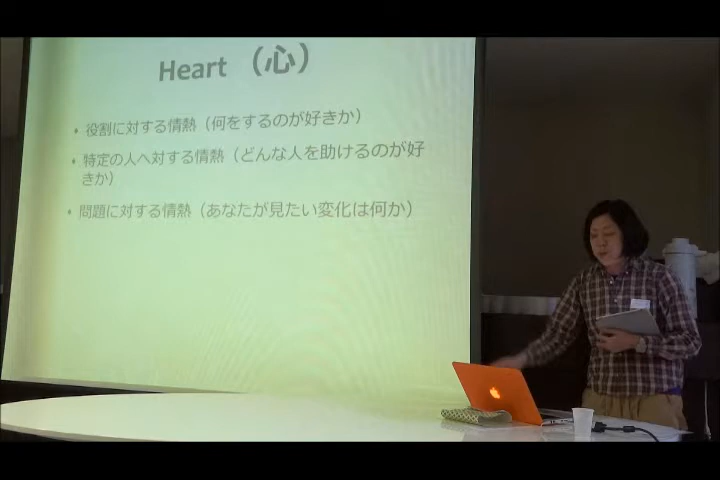 Heart （心）
• 役割に対する情熱（何をするのが好きか）
• 特定の人へ対する情熱（どんな人を助けるのが好
きか）
• 問題に対する情熱（あなたが見たい変化は何か）